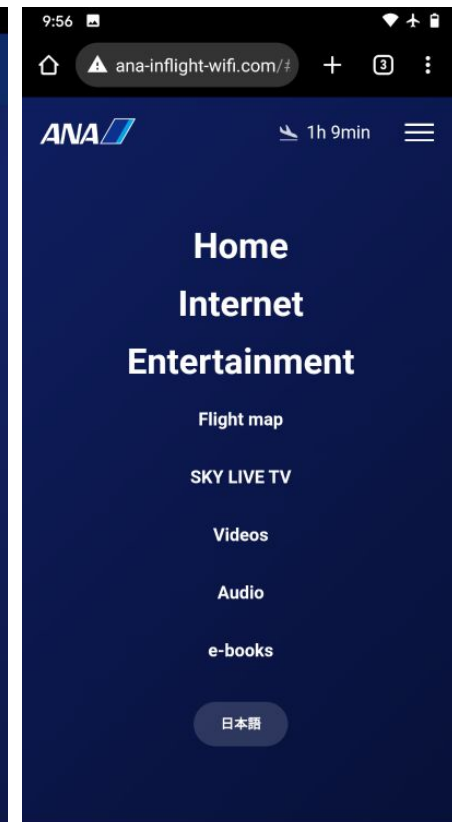 9:56
ana-inflight-wifi.com/
3
ANA
1h 9min
Home
Internet
Entertainment
Flight map
SKY LIVE TV
Videos
Audio
e-books
日本語